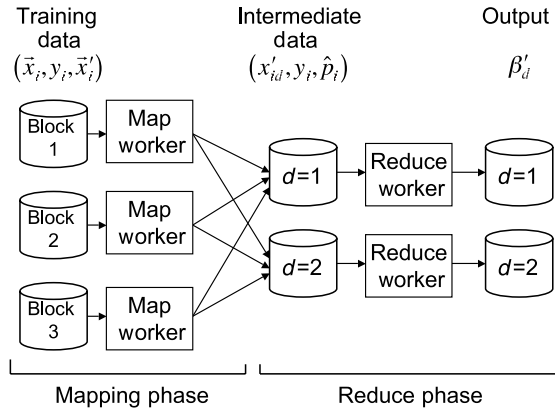 Training data
(x⃗ᵢ, yᵢ, x⃗ᵢ′)
Intermediate data
(x′ᵢd, yᵢ, p̂ᵢ)
Output
β′d
Block 1
Map worker
Block 2
Map worker
Block 3
Map worker
d=1
Reduce worker
d=1
d=2
Reduce worker
d=2
Mapping phase
Reduce phase